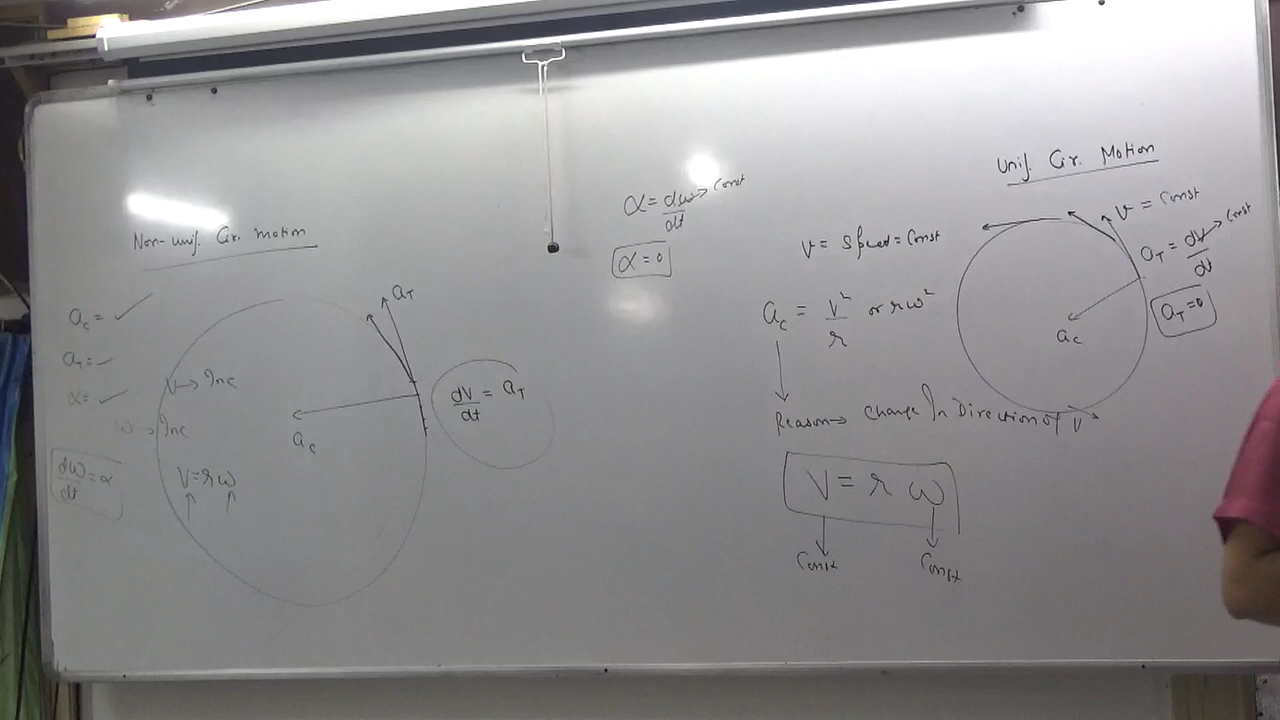 Non-unif. Cir. motion
a_c = ✓
a_T = ✓
α = ✓
ω → Inc
dω/dt = α
V → Inc
V = rω
↑ ↑
a_T
a_c
dV/dt = a_T
α = dω/dt → Const
α = 0
Unif. Cir. Motion
v = Speed = Const
a_c = v²/r or rω²
↓
Reason → Change In Direction of V
V = r ω
↓ ↓
Const Const
v = Const
a_T = dV/dt → Const
a_T = 0
a_c